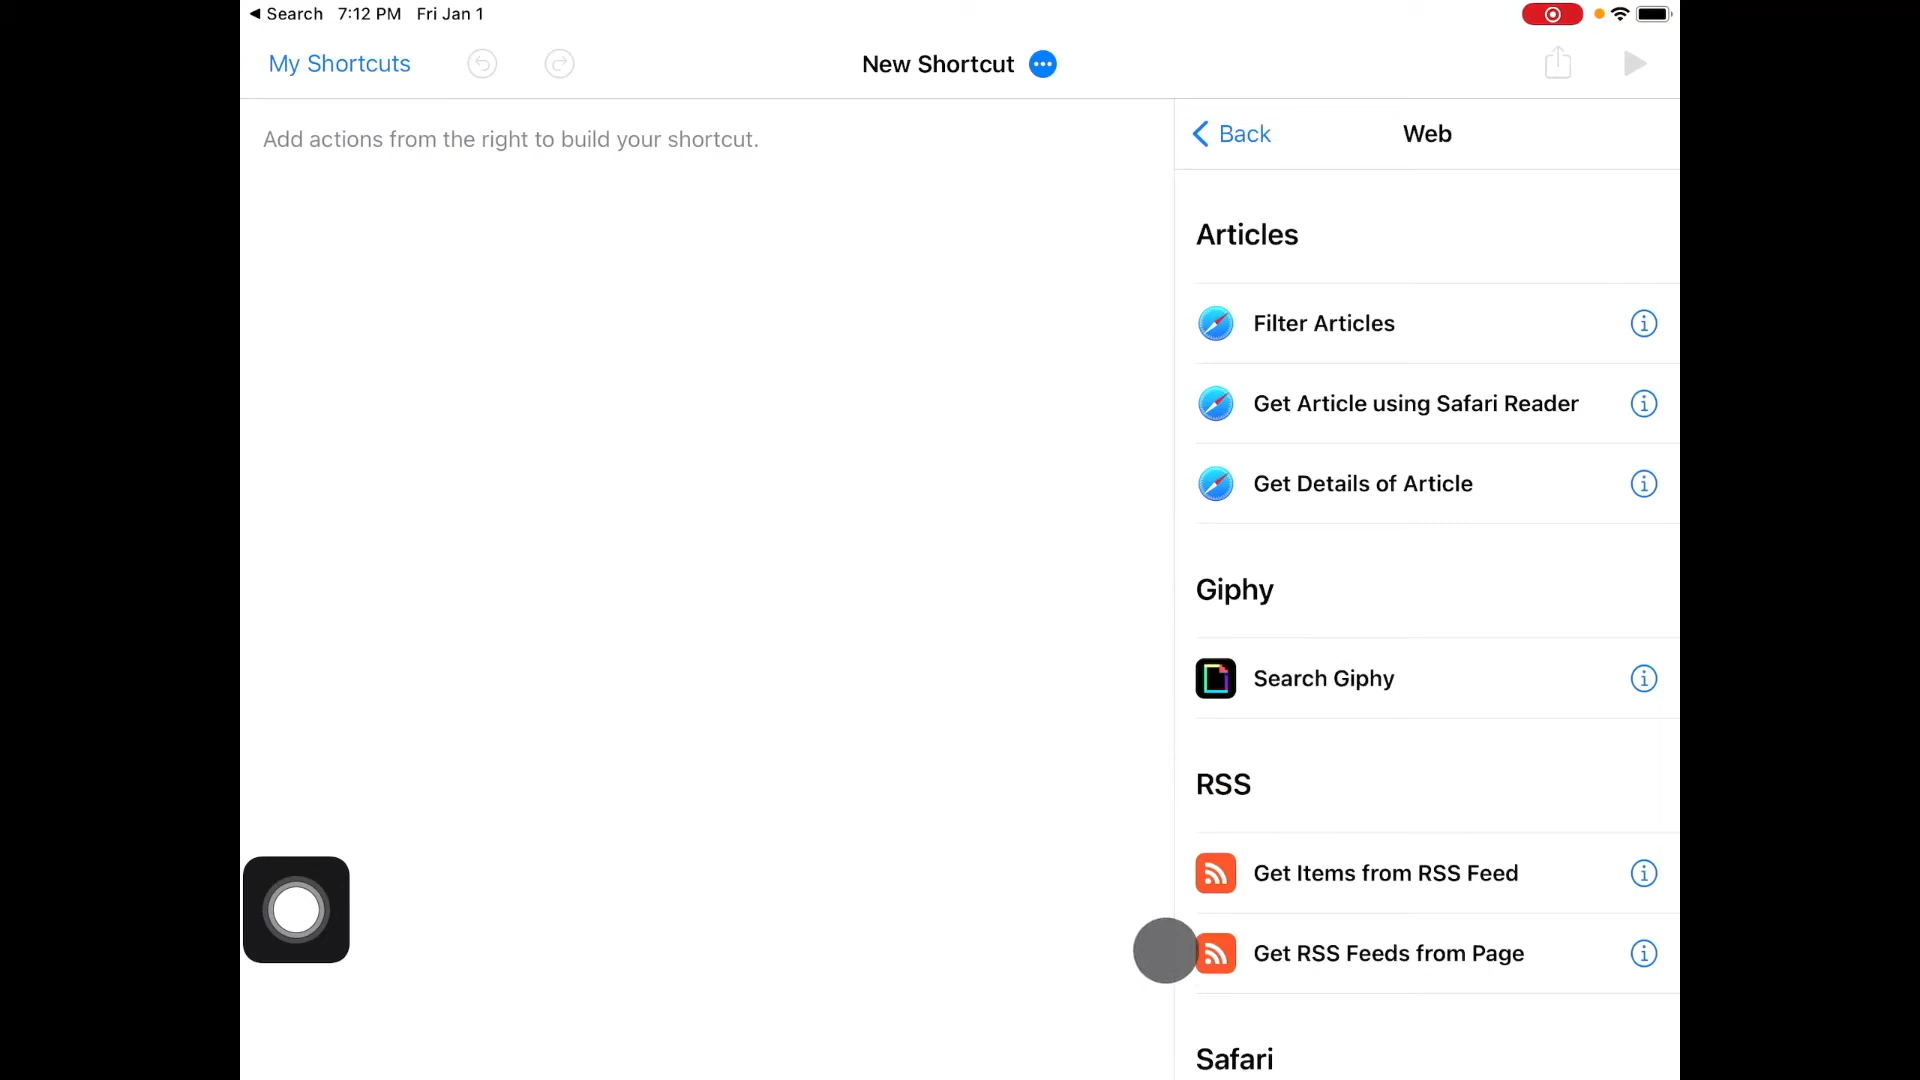 ◀ Search 7:12 PM Fri Jan 1
My Shortcuts
New Shortcut
Add actions from the right to build your shortcut.
Back
Web
Articles
Filter Articles
Get Article using Safari Reader
Get Details of Article
Giphy
Search Giphy
RSS
Get Items from RSS Feed
Get RSS Feeds from Page
Safari